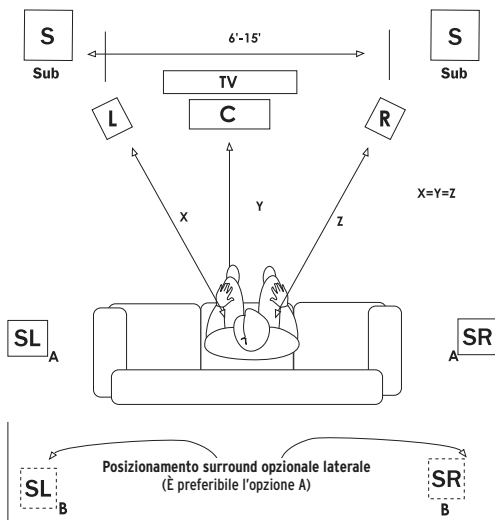 S
6'-15'
S
Sub
TV
Sub
L
C
R
X
Y
Z
X=Y=Z
SL
A
A
SR
Posizionamento surround opzionale laterale
(È preferibile l'opzione A)
SL
B
SR
B